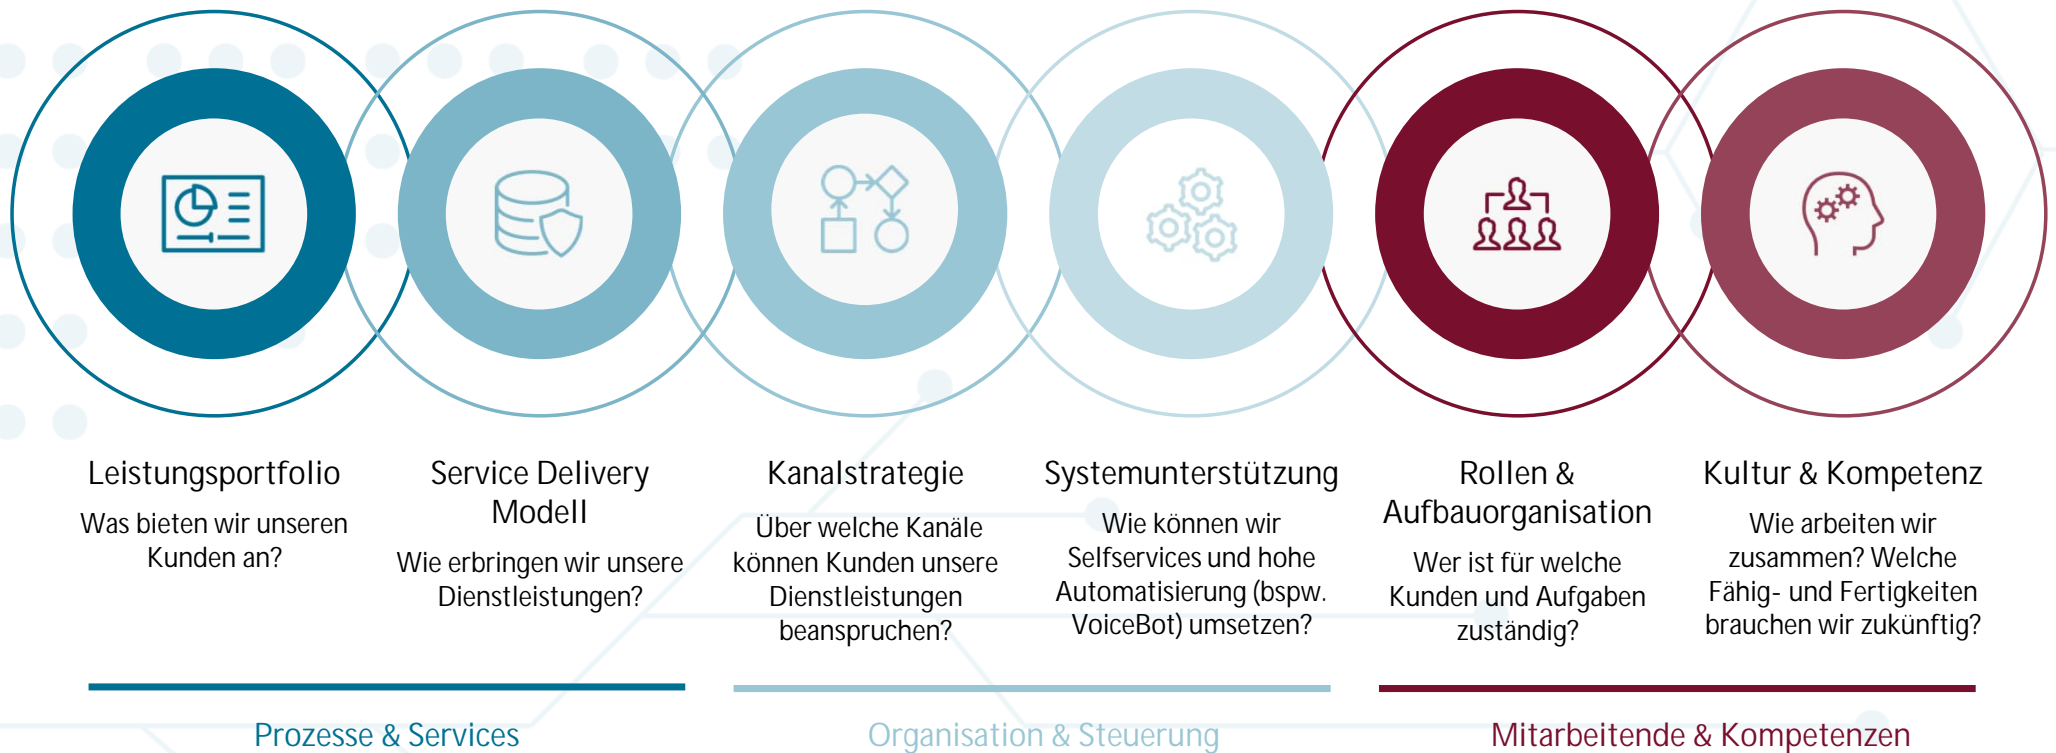 Leistungsportfolio
Was bieten wir unseren
Kunden an?
Service Delivery
Modell
Wie erbringen wir unsere
Dienstleistungen?
Kanalstrategie
Über welche Kanäle
können Kunden unsere
Dienstleistungen
beanspruchen?
Systemunterstützung
Wie können wir
Selfservices und hohe
Automatisierung (bspw.
VoiceBot) umsetzen?
Rollen &
Aufbauorganisation
Wer ist für welche
Kunden und Aufgaben
zuständig?
Kultur & Kompetenz
Wie arbeiten wir
zusammen? Welche
Fähig- und Fertigkeiten
brauchen wir zukünftig?
Prozesse & Services
Organisation & Steuerung
Mitarbeitende & Kompetenzen